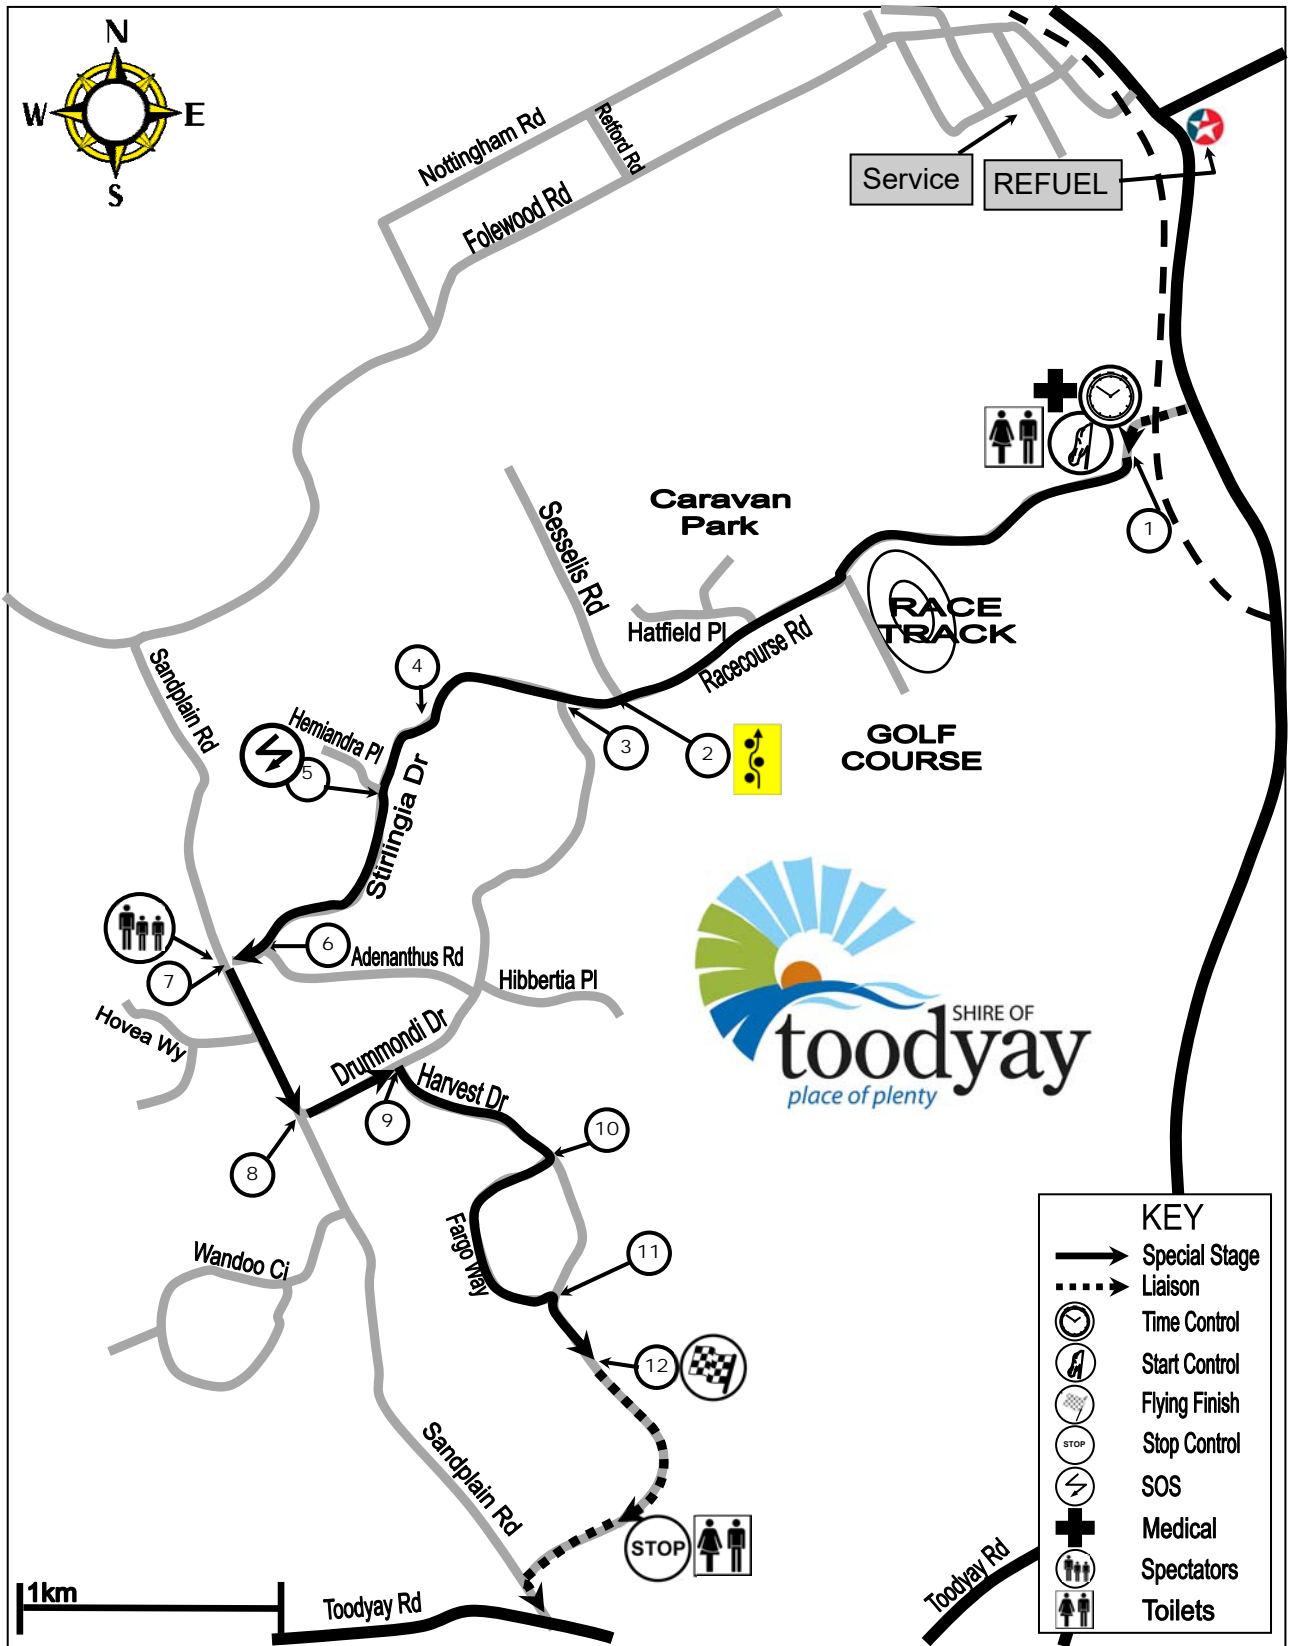 N
W
E
S
Nottingham Rd
Retford Rd
Folewood Rd
Service
REFUEL
1
Caravan
Park
Sesselis Rd
Hatfield Pl
Racecourse Rd
RACE
TRACK
GOLF
COURSE
Sandplain Rd
4
Hemiandra Pl
5
3
2
Stirlingia Dr
6
7
Adenanthus Rd
Hibbertia Pl
Hovea Wy
Drummondi Dr
Harvest Dr
9
10
8
SHIRE OF
toodyay
place of plenty
Fargo Way
11
Wandoo Ci
12
Sandplain Rd
STOP
1km
Toodyay Rd
Toodyay Rd
KEY
Special Stage
Liaison
Time Control
Start Control
Flying Finish
STOP
Stop Control
SOS
Medical
Spectators
Toilets